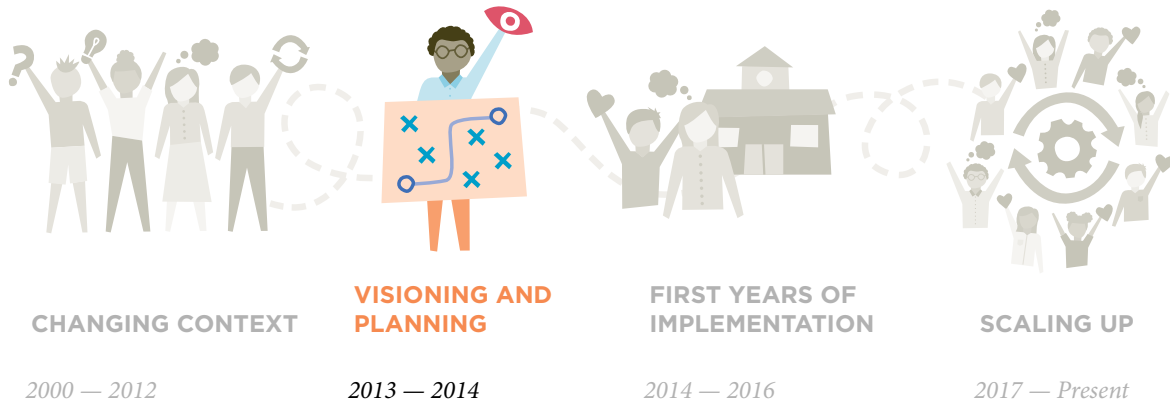 CHANGING CONTEXT
2000 — 2012
VISIONING AND
PLANNING
2013 — 2014
FIRST YEARS OF
IMPLEMENTATION
2014 — 2016
SCALING UP
2017 — Present